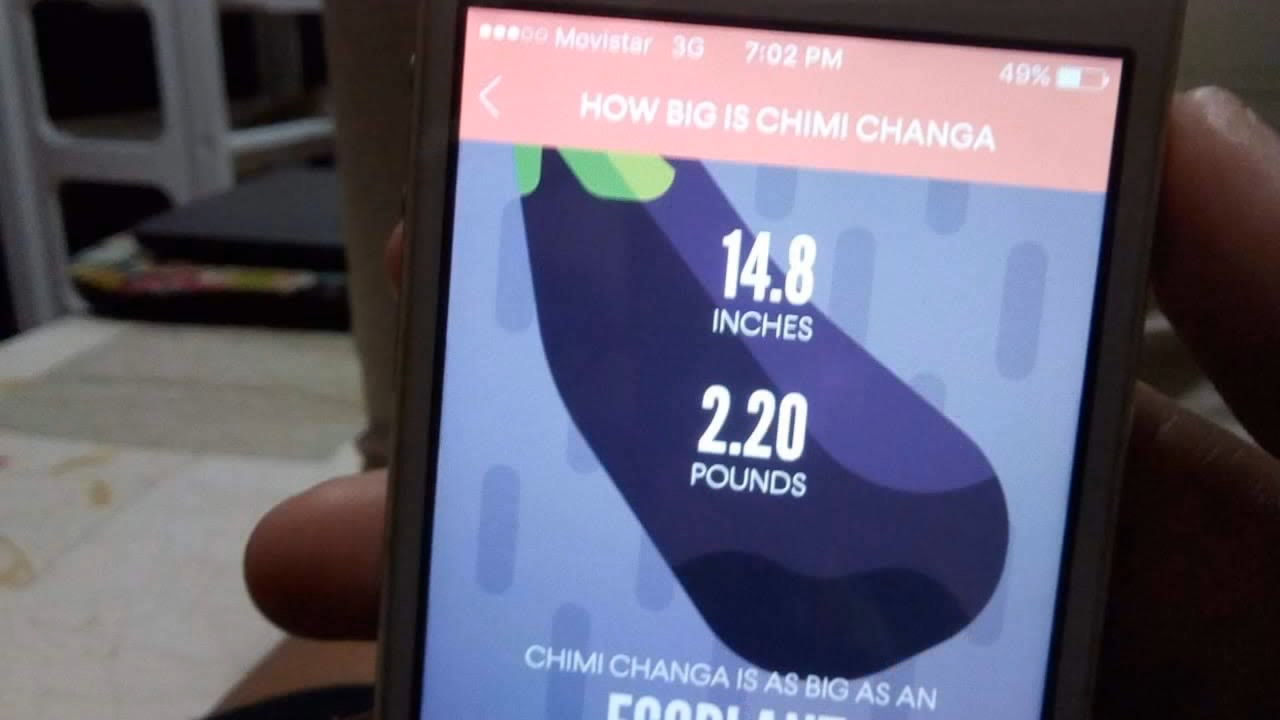 Movistar 3G 7:02 PM 49%
HOW BIG IS CHIMI CHANGA
14.8
INCHES
2.20
POUNDS
CHIMI CHANGA IS AS BIG AS AN
EGGPLANT